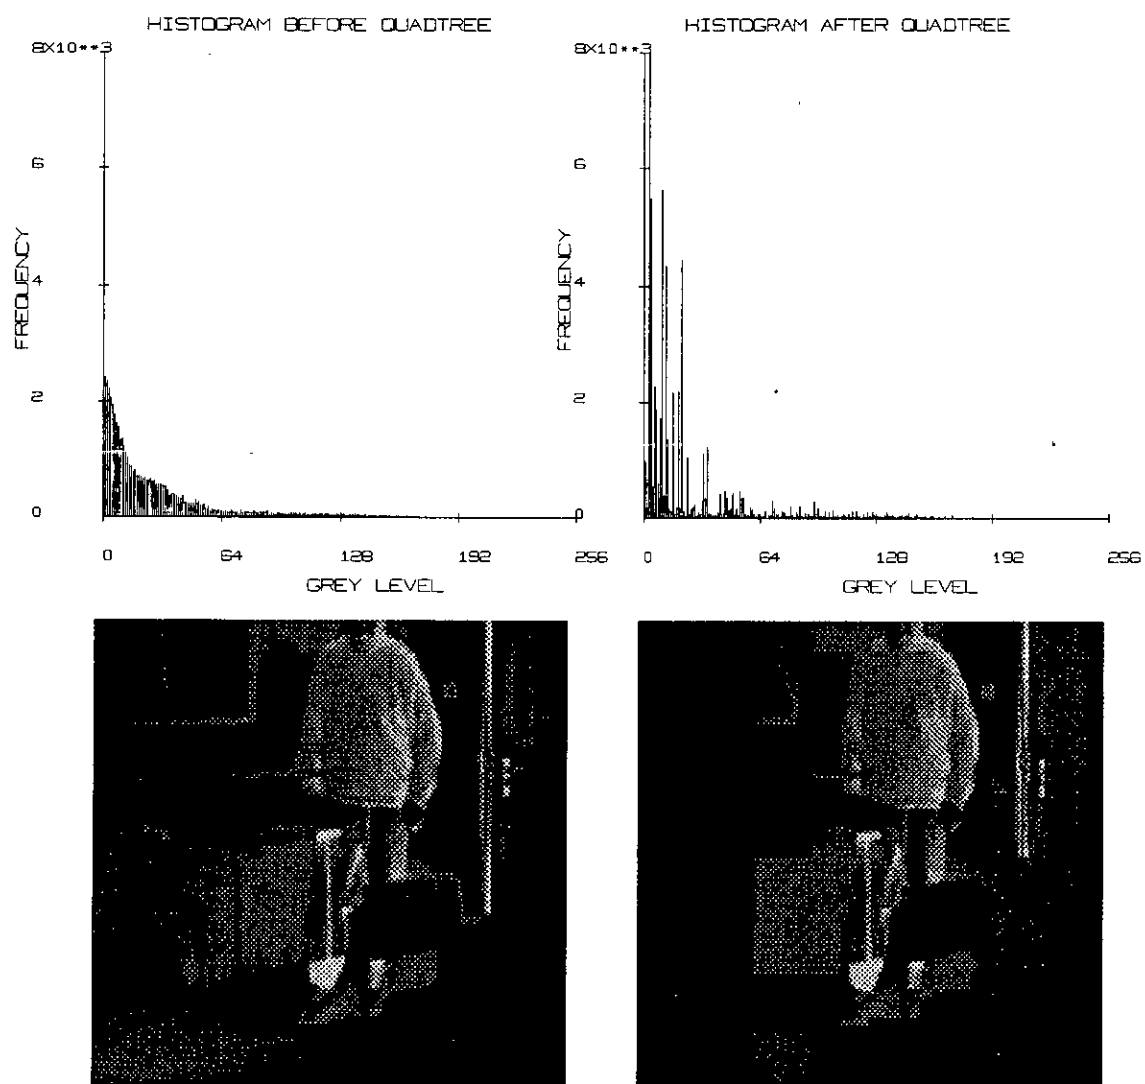 HISTOGRAM BEFORE QUADTREE
8X10**3
6
4
2
0
FREQUENCY
0 64 128 192 256
GREY LEVEL
HISTOGRAM AFTER QUADTREE
8X10**3
6
4
2
0
FREQUENCY
0 64 128 192 256
GREY LEVEL